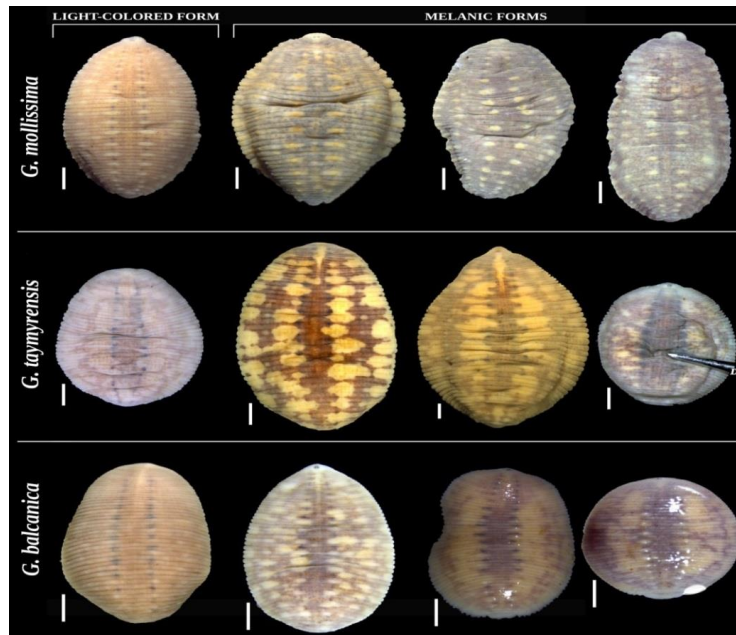 LIGHT-COLORED FORM
MELANIC FORMS
G. mollissima
G. taymyrensis
G. balcanica